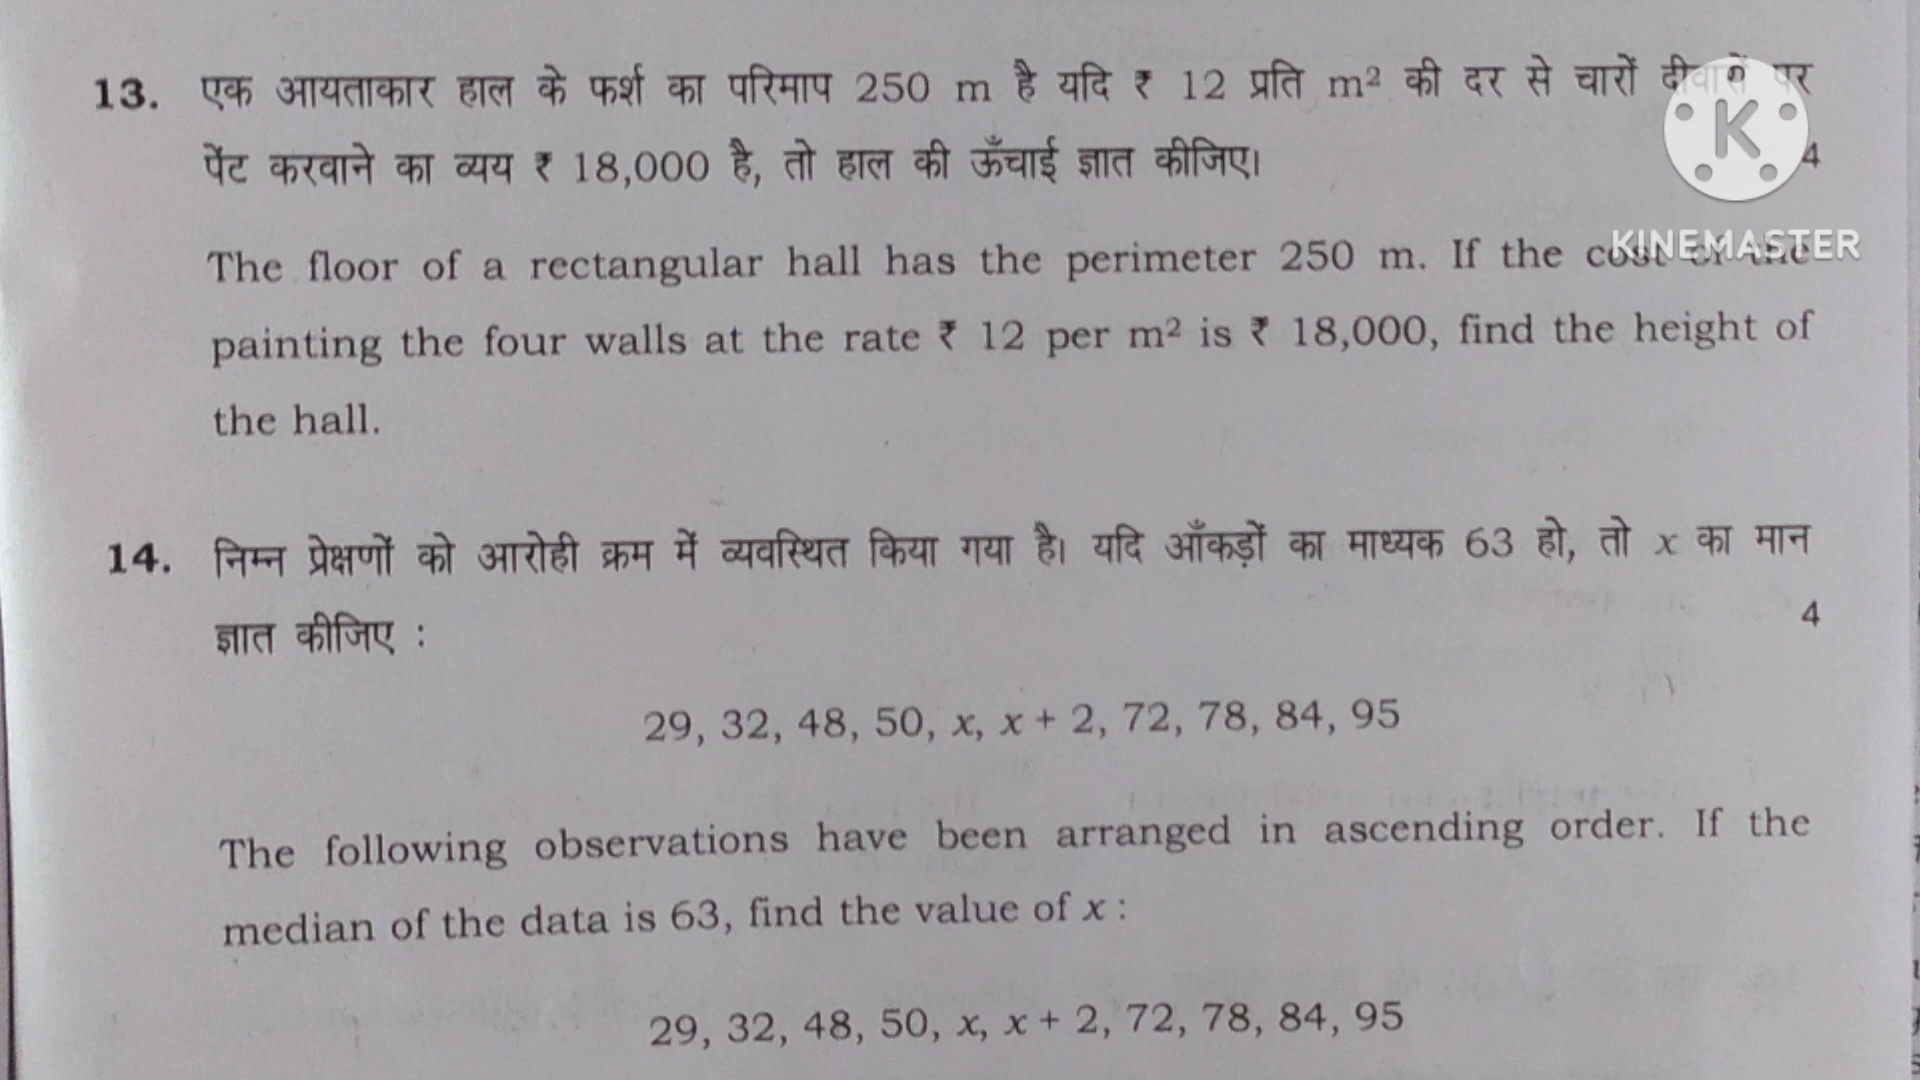 13. एक आयताकार हाल के फर्श का परिमाप 250 m है यदि ₹ 12 प्रति m² की दर से चारों दीवारों पर
पेंट करवाने का व्यय ₹ 18,000 है, तो हाल की ऊँचाई ज्ञात कीजिए। 4
K
KINEMASTER
The floor of a rectangular hall has the perimeter 250 m. If the cost of the
painting the four walls at the rate ₹ 12 per m² is ₹ 18,000, find the height of
the hall.
14. निम्न प्रेक्षणों को आरोही क्रम में व्यवस्थित किया गया है। यदि आँकड़ों का माध्यक 63 हो, तो x का मान
ज्ञात कीजिए : 4
29, 32, 48, 50, x, x + 2, 72, 78, 84, 95
The following observations have been arranged in ascending order. If the
median of the data is 63, find the value of x :
29, 32, 48, 50, x, x + 2, 72, 78, 84, 95